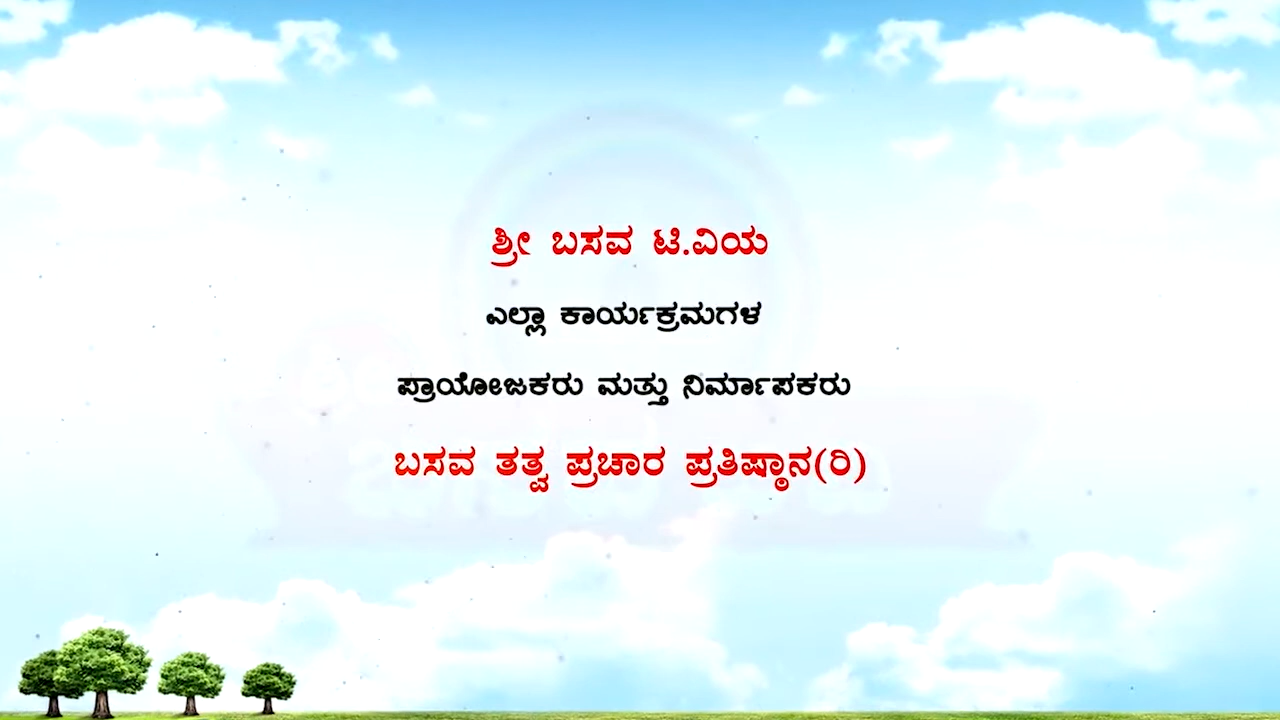 ಶ್ರೀ ಬಸವ ಟಿ.ವಿಯ
ಎಲ್ಲಾ ಕಾರ್ಯಕ್ರಮಗಳ
ಪ್ರಾಯೋಜಕರು ಮತ್ತು ನಿರ್ಮಾಪಕರು
ಬಸವ ತತ್ವ ಪ್ರಚಾರ ಪ್ರತಿಷ್ಠಾನ(ರಿ)